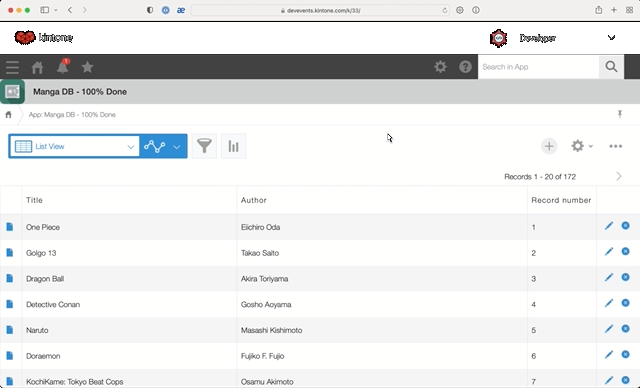 devevents.kintone.com/k/33/
kintone
Developer
1
Search in App
Manga DB - 100% Done
App: Manga DB - 100% Done
List View
Records 1 - 20 of 172
Title Author Record number
One Piece Eiichiro Oda 1
Golgo 13 Takao Saito 2
Dragon Ball Akira Toriyama 3
Detective Conan Gosho Aoyama 4
Naruto Masashi Kishimoto 5
Doraemon Fujiko F. Fujio 6
KochiKame: Tokyo Beat Cops Osamu Akimoto 7